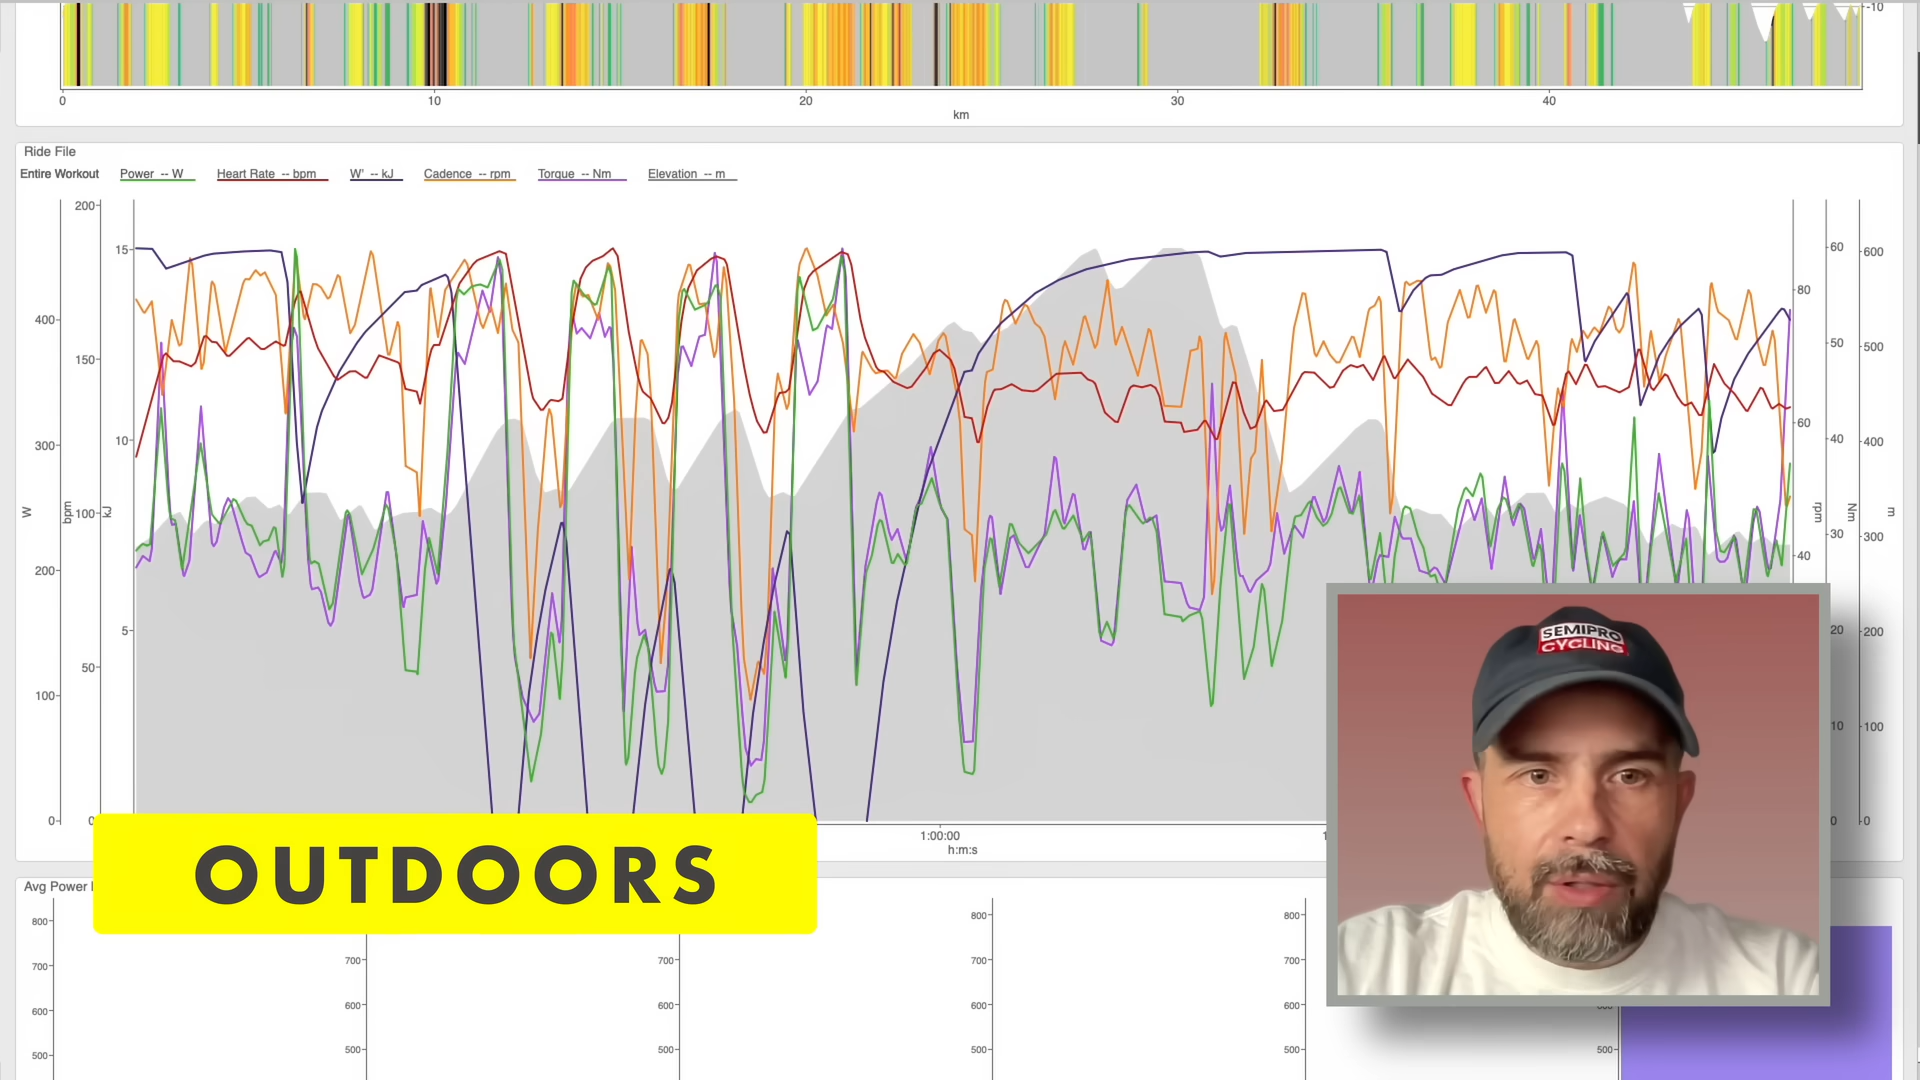 -10
0 10 20 30 40
km
Ride File
Entire Workout Power -- W Heart Rate -- bpm W' -- kJ Cadence -- rpm Torque -- Nm Elevation -- m
200
15
60 600
80
400
50 500
150
10
60
40 400
300
W bpm 100 kJ rpm Nm m
30 300
40
200
5
20 200
50
100
10 100
0 0
0 0
1:00:00
h:m:s
SEMIPRO
CYCLING
OUTDOORS
Avg Power
800 800 800
700 700 700 700 700
600 600 600 600 600
500 500 500 500 500 500